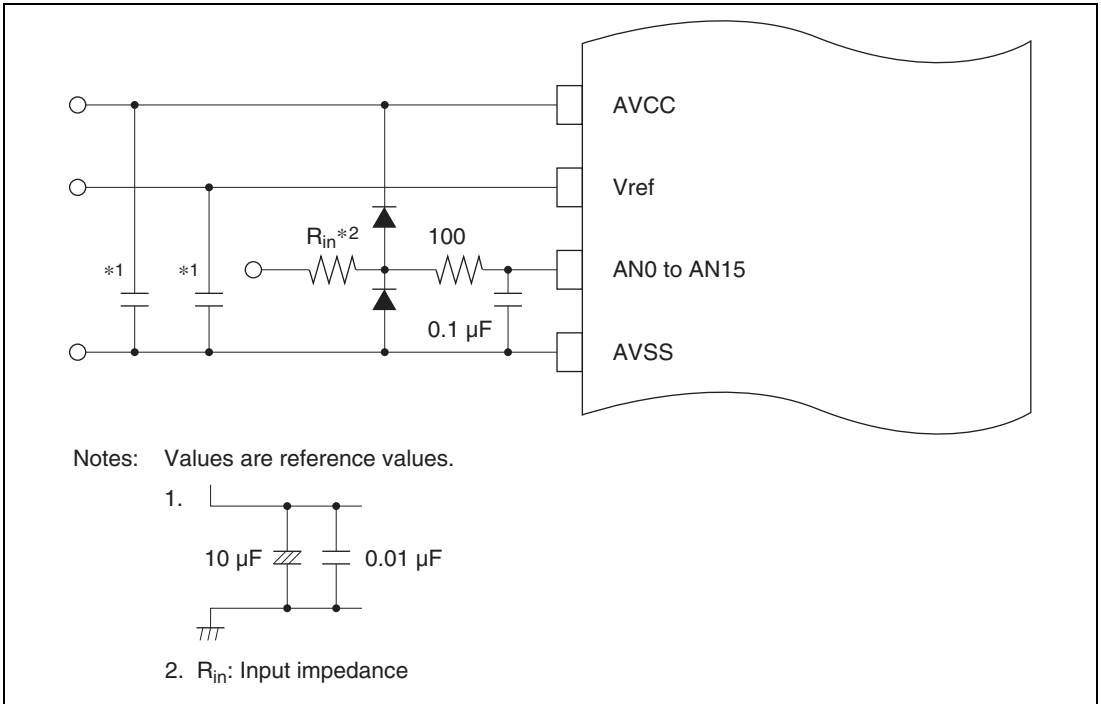 AVCC
Vref
Rin*2 100
*1 *1 AN0 to AN15
0.1 µF
AVSS
Notes: Values are reference values.
1.
10 µF 0.01 µF
2. Rin: Input impedance